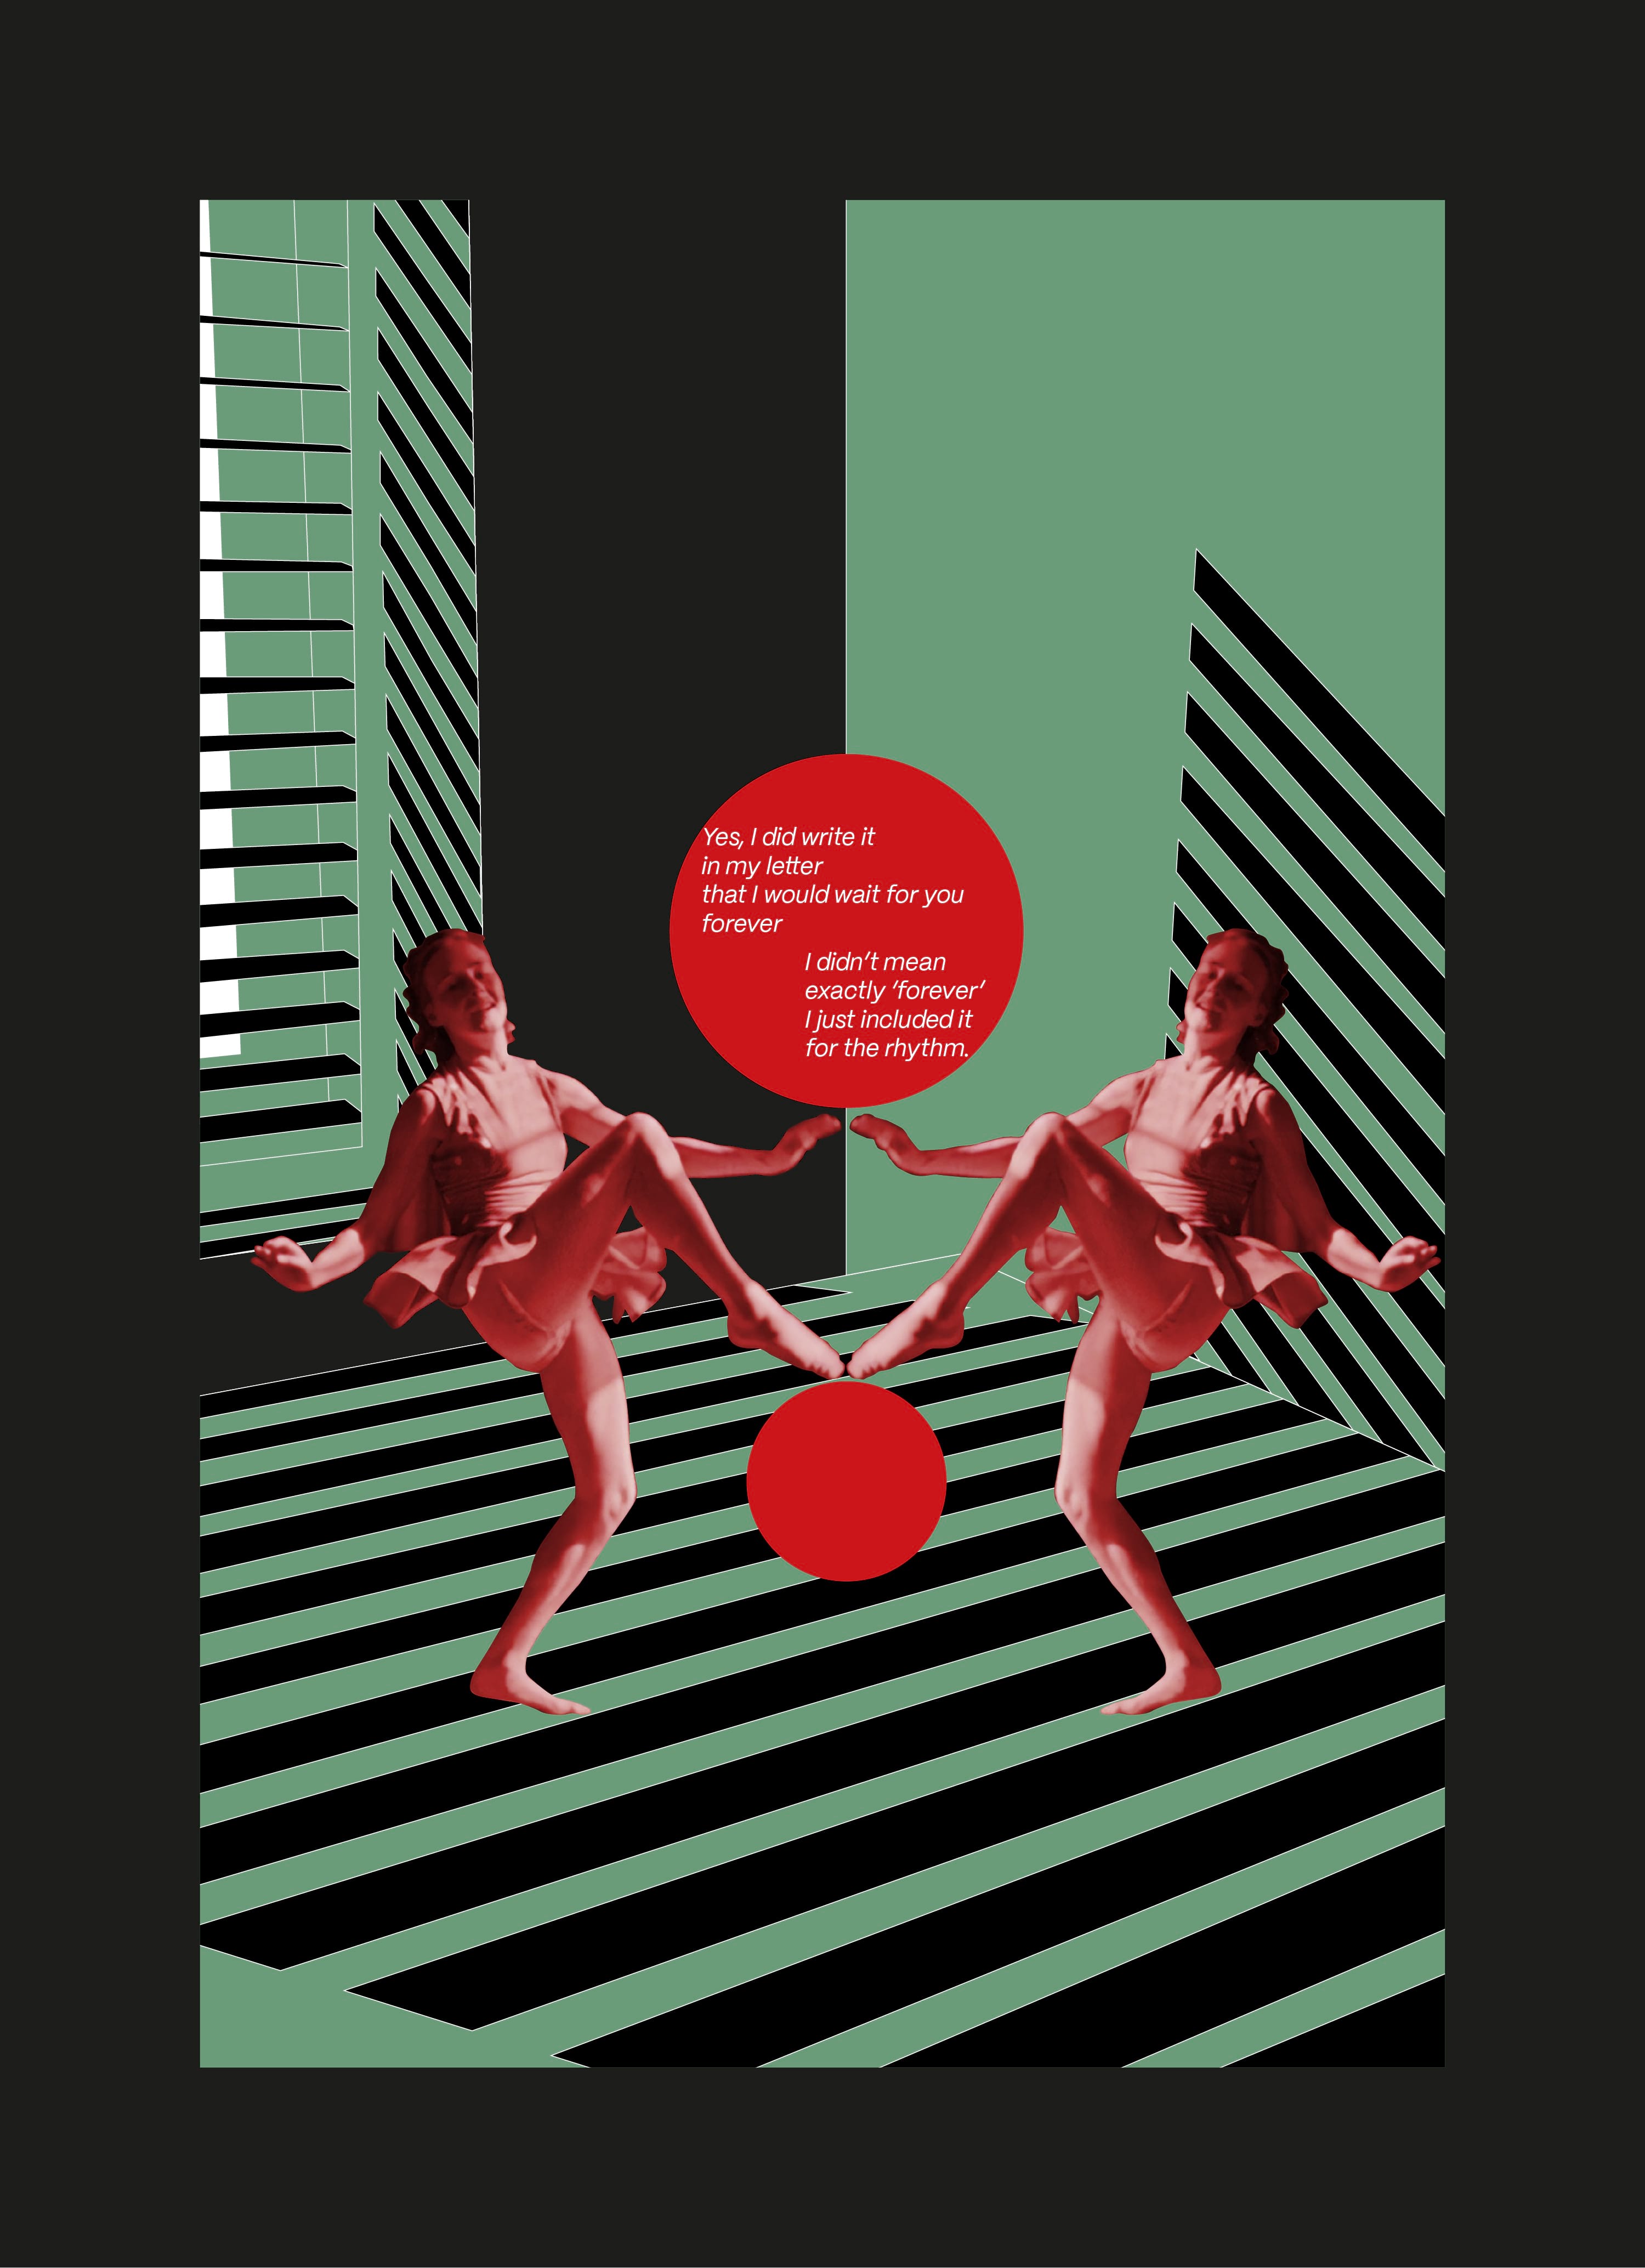 Yes, I did write it
in my letter
that I would wait for you
forever
I didn't mean
exactly 'forever'
I just included it
for the rhythm.